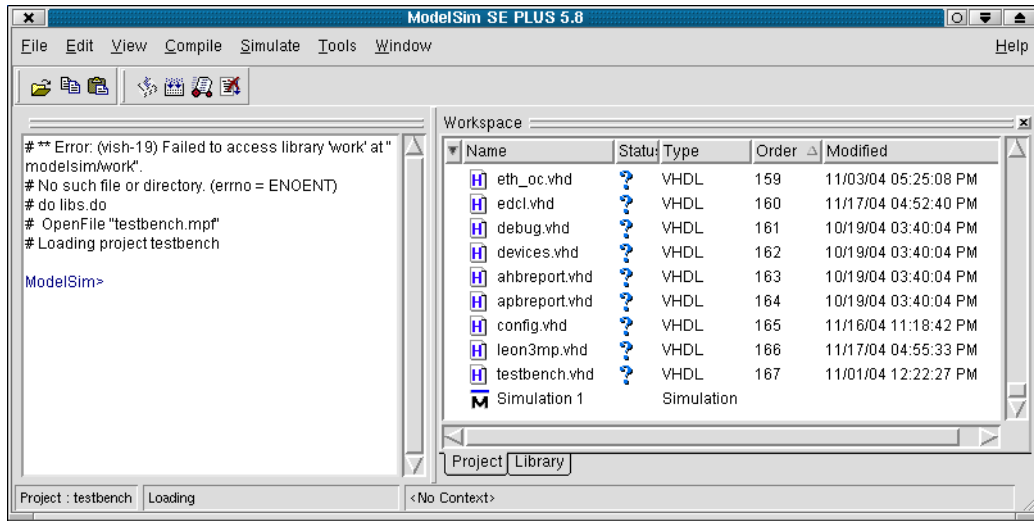 ModelSim SE PLUS 5.8
File Edit View Compile Simulate Tools Window Help
# ** Error: (vish-19) Failed to access library 'work' at "
modelsim/work".
# No such file or directory. (errno = ENOENT)
# do libs.do
# OpenFile "testbench.mpf"
# Loading project testbench
ModelSim>
Workspace
Name Statu Type Order Modified
eth_oc.vhd ? VHDL 159 11/03/04 05:25:08 PM
edcl.vhd ? VHDL 160 11/17/04 04:52:40 PM
debug.vhd ? VHDL 161 10/19/04 03:40:04 PM
devices.vhd ? VHDL 162 10/19/04 03:40:04 PM
ahbreport.vhd ? VHDL 163 10/19/04 03:40:04 PM
apbreport.vhd ? VHDL 164 10/19/04 03:40:04 PM
config.vhd ? VHDL 165 11/16/04 11:18:42 PM
leon3mp.vhd ? VHDL 166 11/17/04 04:55:33 PM
testbench.vhd ? VHDL 167 11/01/04 12:22:27 PM
Simulation 1 Simulation
Project Library
Project : testbench Loading <No Context>